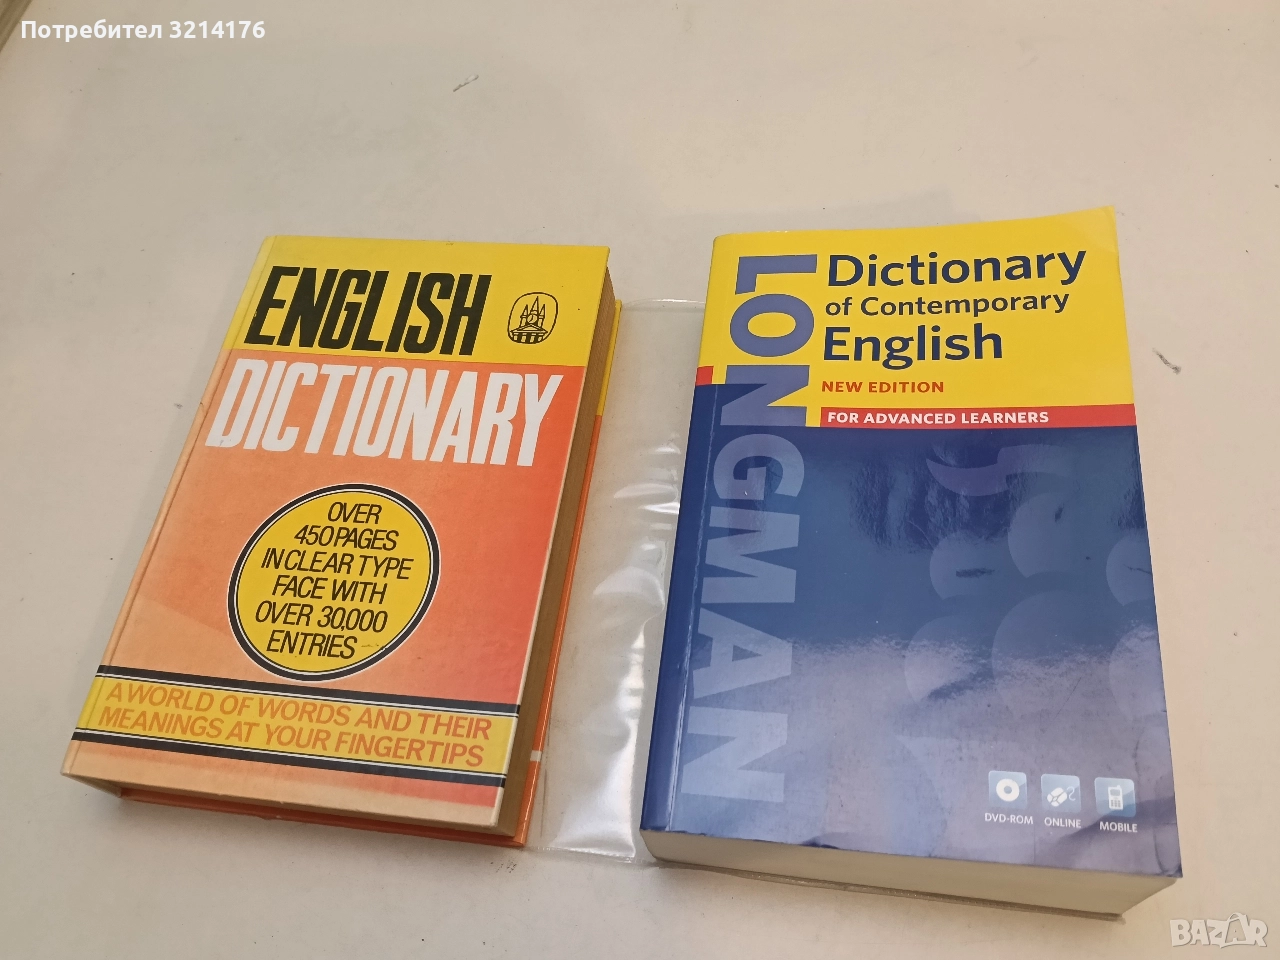 Потребител 3214176
ENGLISH
DICTIONARY
OVER
450 PAGES
IN CLEAR TYPE
FACE WITH
OVER 30,000
ENTRIES
A WORLD OF WORDS AND THEIR
MEANINGS AT YOUR FINGERTIPS
LONGMAN
Dictionary
of Contemporary
English
NEW EDITION
FOR ADVANCED LEARNERS
DVD-ROM
ONLINE
MOBILE
BAZAR